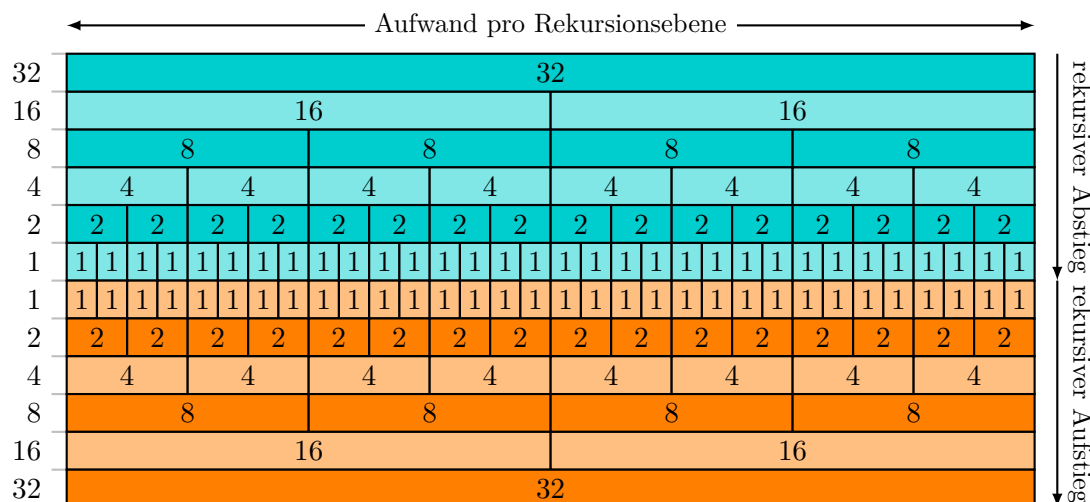 Aufwand pro Rekursionsebene
32 32
16 16 16
8 8 8 8 8
4 4 4 4 4 4 4 4 4
2 2 2 2 2 2 2 2 2 2 2 2 2 2 2 2 2
1 1 1 1 1 1 1 1 1 1 1 1 1 1 1 1 1 1 1 1 1 1 1 1 1 1 1 1 1 1 1 1 1
1 1 1 1 1 1 1 1 1 1 1 1 1 1 1 1 1 1 1 1 1 1 1 1 1 1 1 1 1 1 1 1 1
2 2 2 2 2 2 2 2 2 2 2 2 2 2 2 2 2
4 4 4 4 4 4 4 4 4
8 8 8 8 8
16 16 16
32 32
rekursiver Abstieg
rekursiver Aufstieg